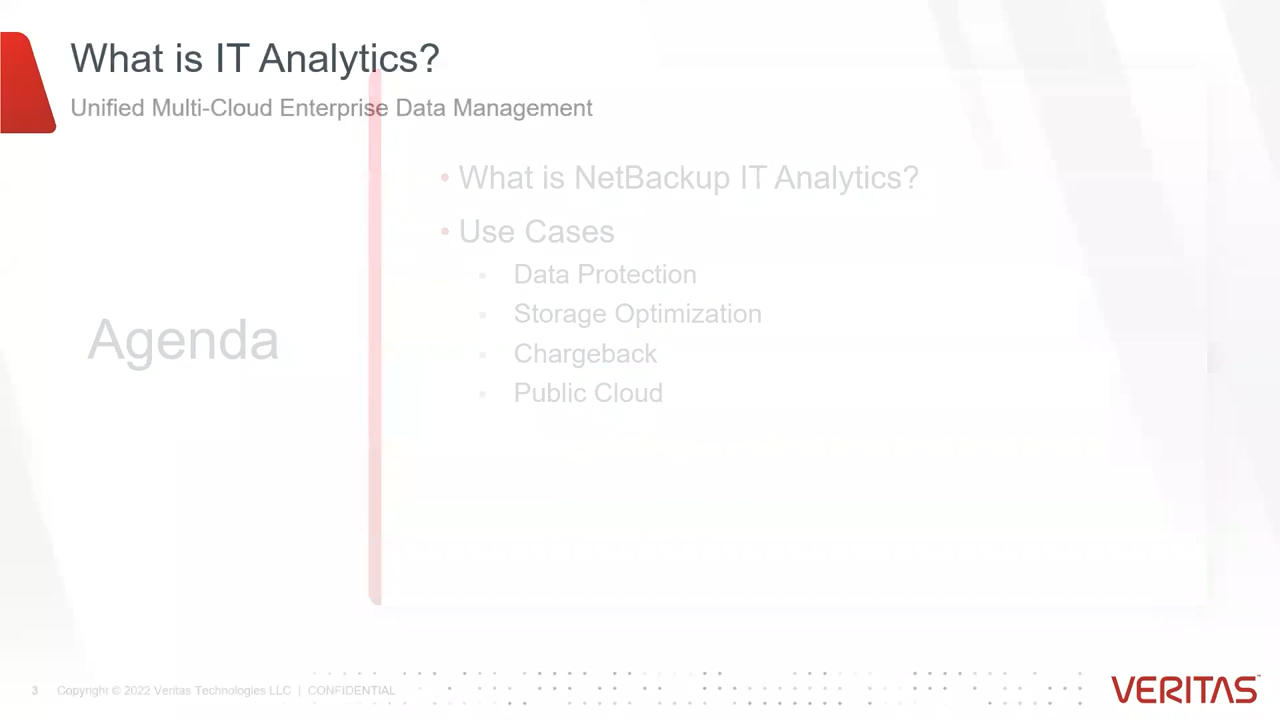 What is IT Analytics?
Unified Multi-Cloud Enterprise Data Management
Agenda
• What is NetBackup IT Analytics?
• Use Cases
▪ Data Protection
▪ Storage Optimization
▪ Chargeback
▪ Public Cloud
3 Copyright © 2022 Veritas Technologies LLC | CONFIDENTIAL
VERITAS™